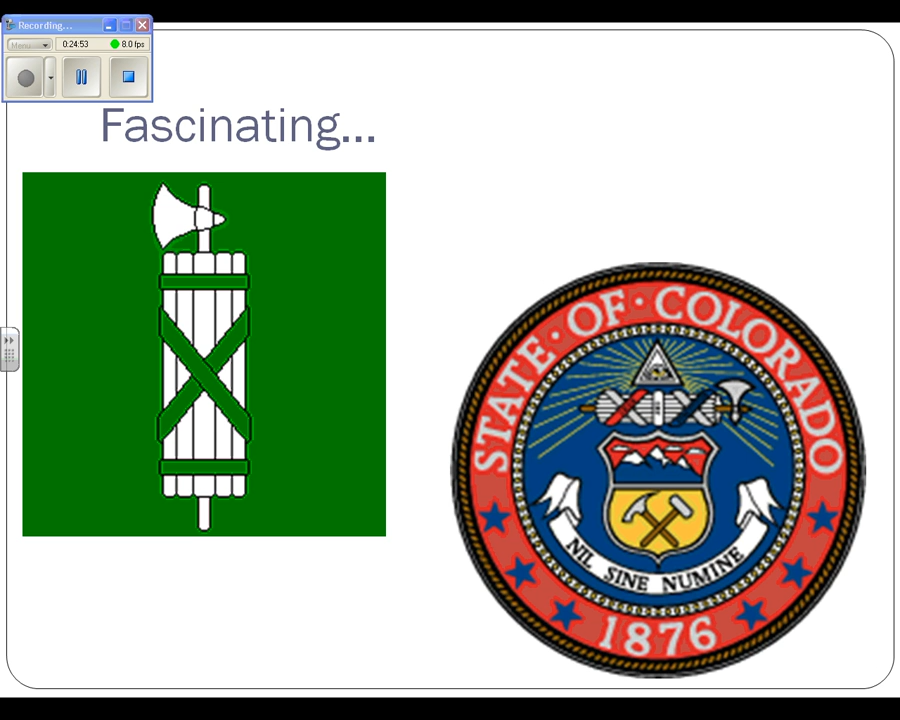 Recording...
Menu
0:24:53
8.0 fps
Fascinating...
STATE · OF · COLORADO
NIL SINE NUMINE
1876